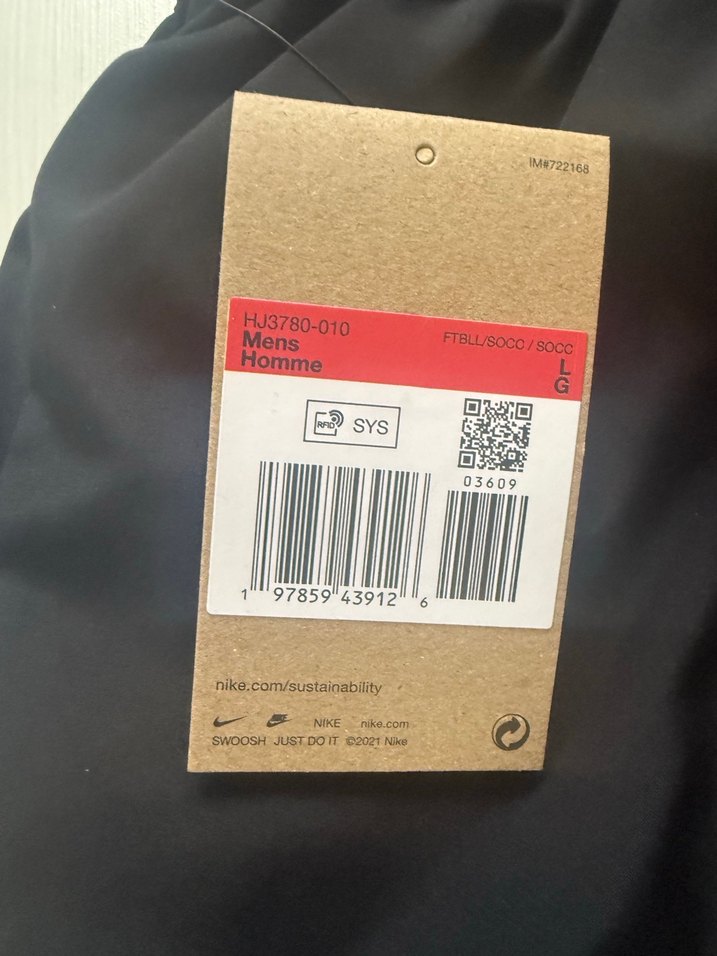 IM#722168
HJ3780-010
Mens
Homme
FTBLL/SOCC / SOCC
L
G
RFID SYS
03609
1 97859 43912 6
nike.com/sustainability
NIKE nike.com
SWOOSH JUST DO IT ©2021 Nike